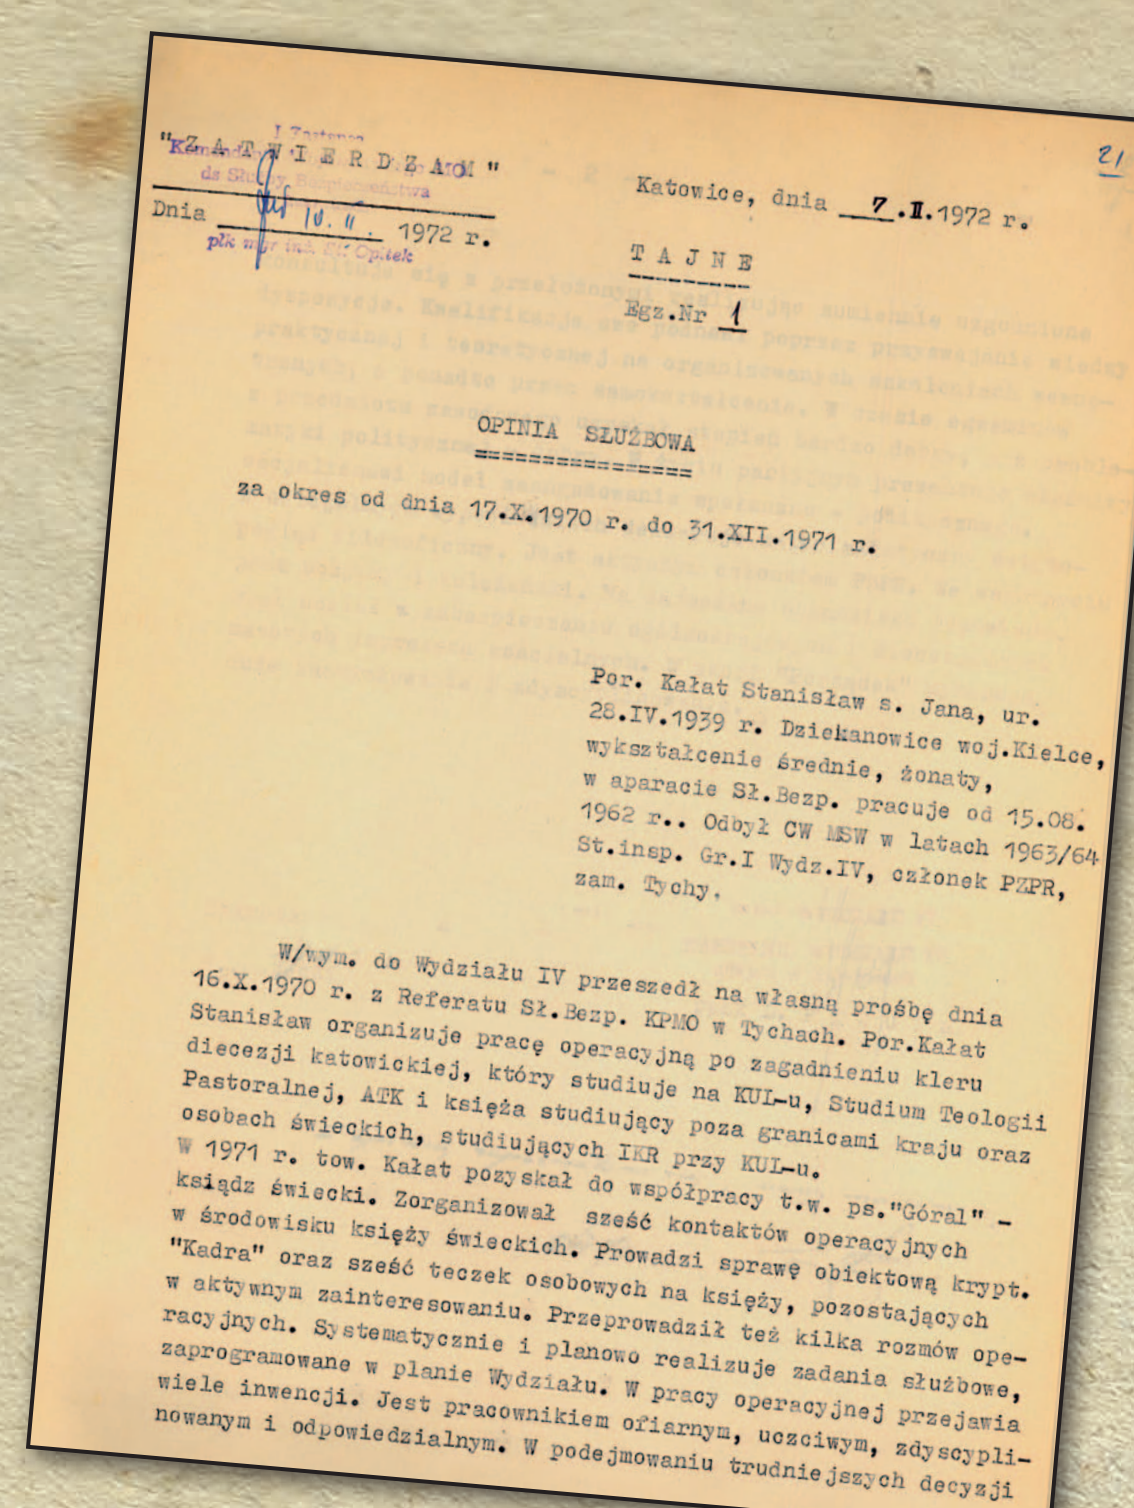 21
"ZATWIERDZAM"
I Zastępca
ds Służby Bezpieczeństwa
Dnia 10.II. 1972 r.
płk mgr inż. St. Opitek
Katowice, dnia 7.II.1972 r.
TAJNE
Egz.Nr 1
OPINIA SŁUŻBOWA
================
za okres od dnia 17.X.1970 r. do 31.XII.1971 r.
Por. Kałat Stanisław s. Jana, ur.
28.IV.1939 r. Dziekanowice woj.Kielce,
wykształcenie średnie, żonaty,
w aparacie Sł.Bezp. pracuje od 15.08.
1962 r.. Odbył CW MSW w latach 1963/64
St.insp. Gr.I Wydz.IV, członek PZPR,
zam. Tychy.
W/wym. do Wydziału IV przeszedł na własną prośbę dnia
16.X.1970 r. z Referatu Sł.Bezp. KPMO w Tychach. Por.Kałat
Stanisław organizuje pracę operacyjną po zagadnieniu kleru
diecezji katowickiej, który studiuje na KUL-u, Studium Teologii
Pastoralnej, ATK i księża studiujący poza granicami kraju oraz
osobach świeckich, studiujących IKR przy KUL-u.
W 1971 r. tow. Kałat pozyskał do współpracy t.w. ps."Góral" -
ksiądz świecki. Zorganizował sześć kontaktów operacyjnych
w środowisku księży świeckich. Prowadzi sprawę obiektową krypt.
"Kadra" oraz sześć teczek osobowych na księży, pozostających
w aktywnym zainteresowaniu. Przeprowadził też kilka rozmów ope-
racyjnych. Systematycznie i planowo realizuje zadania służbowe,
zaprogramowane w planie Wydziału. W pracy operacyjnej przejawia
wiele inwencji. Jest pracownikiem ofiarnym, uczciwym, zdyscypli-
nowanym i odpowiedzialnym. W podejmowaniu trudniejszych decyzji